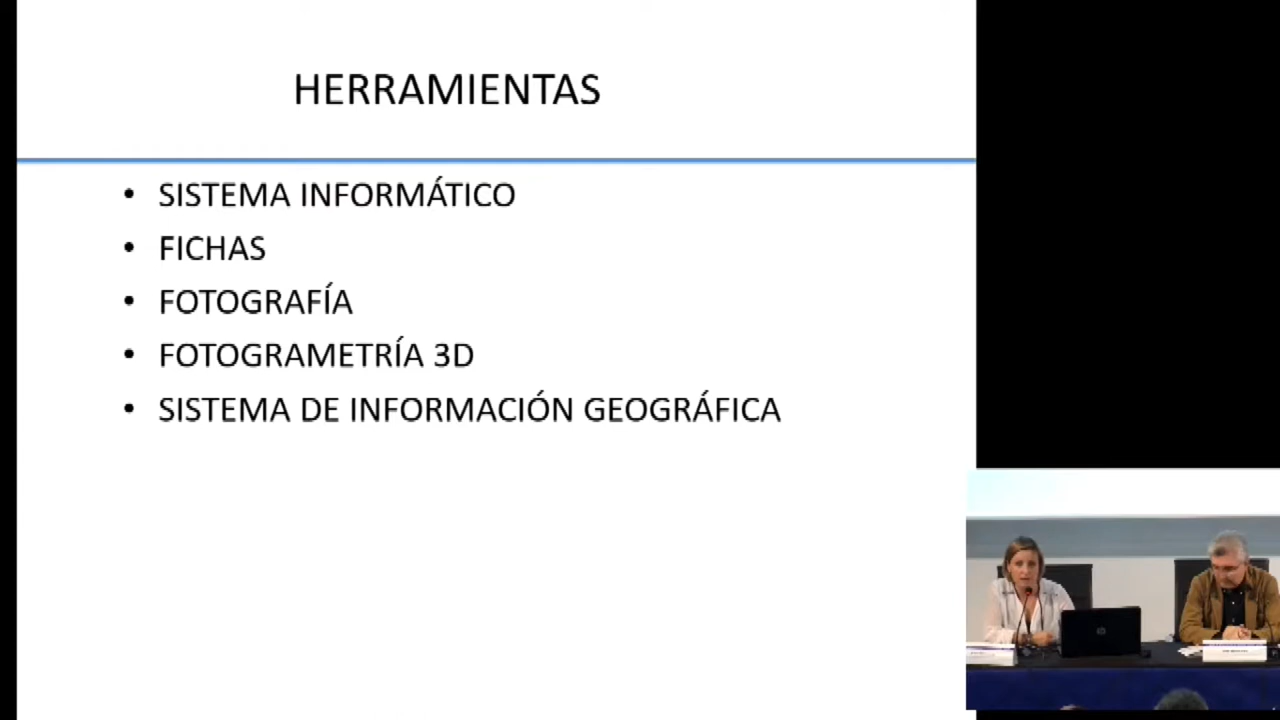 HERRAMIENTAS
• SISTEMA INFORMÁTICO
• FICHAS
• FOTOGRAFÍA
• FOTOGRAMETRÍA 3D
• SISTEMA DE INFORMACIÓN GEOGRÁFICA